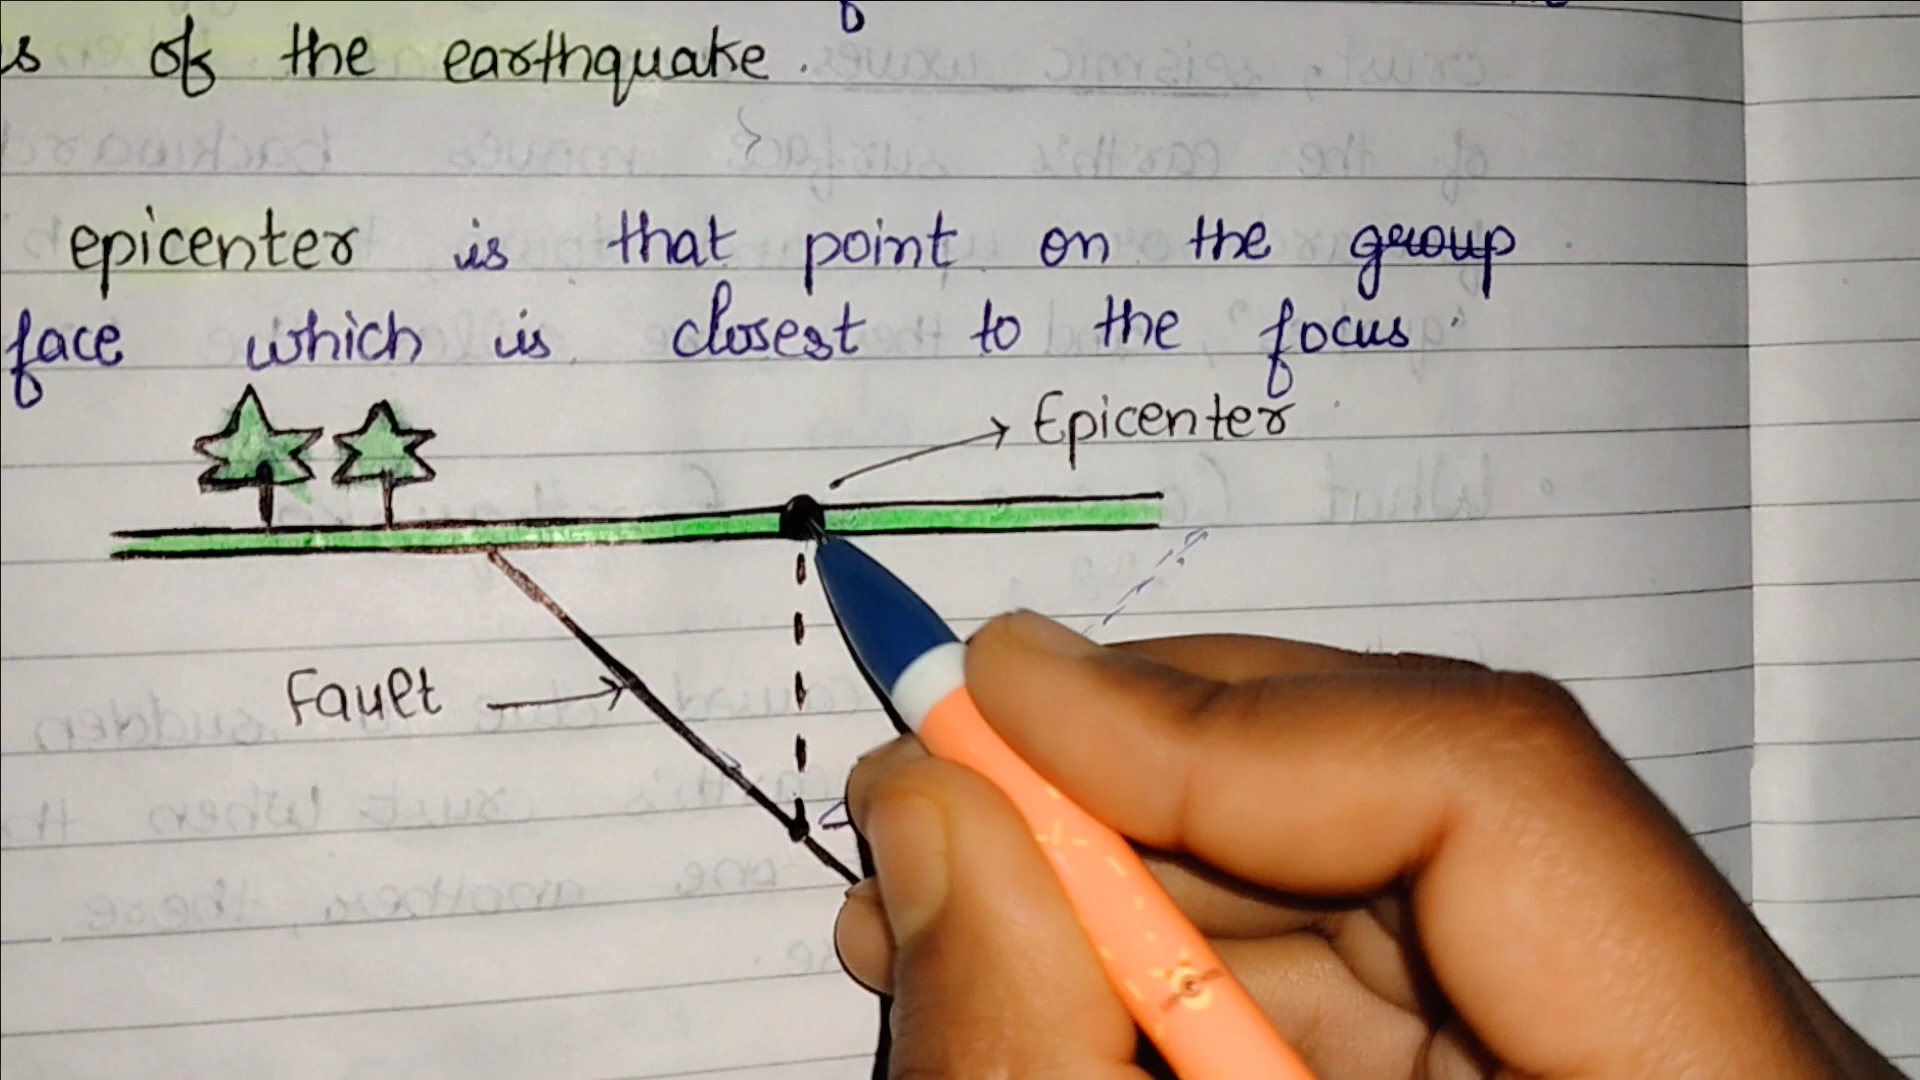 of the earthquake.
epicenter is that point on the group
face which is closest to the focus.
Epicenter
Fault